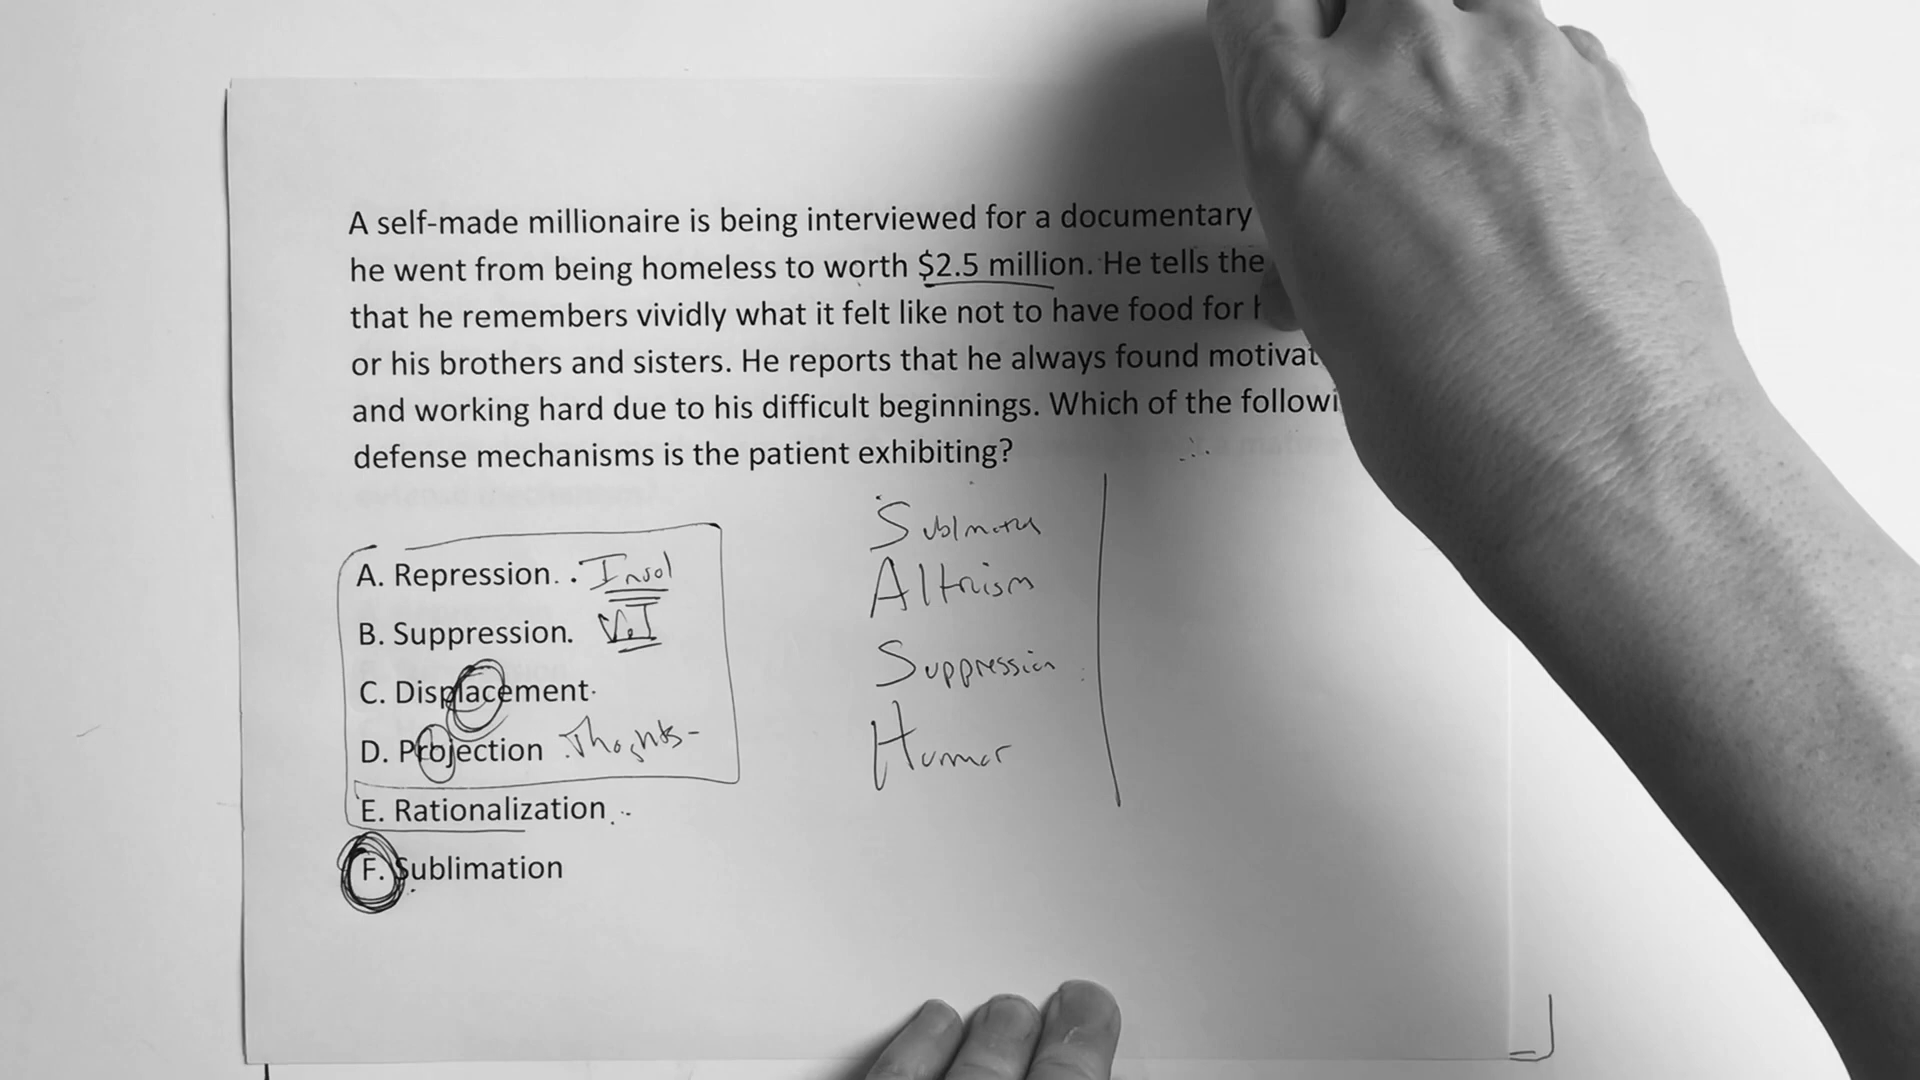 A self-made millionaire is being interviewed for a documentary
he went from being homeless to worth $2.5 million. He tells the
that he remembers vividly what it felt like not to have food for h
or his brothers and sisters. He reports that he always found motivat
and working hard due to his difficult beginnings. Which of the followi
defense mechanisms is the patient exhibiting?
A. Repression. Invol
B. Suppression. Vol
C. Displacement
D. Projection Thoughts-
E. Rationalization
F. Sublimation
Altruism
Suppression
Humor